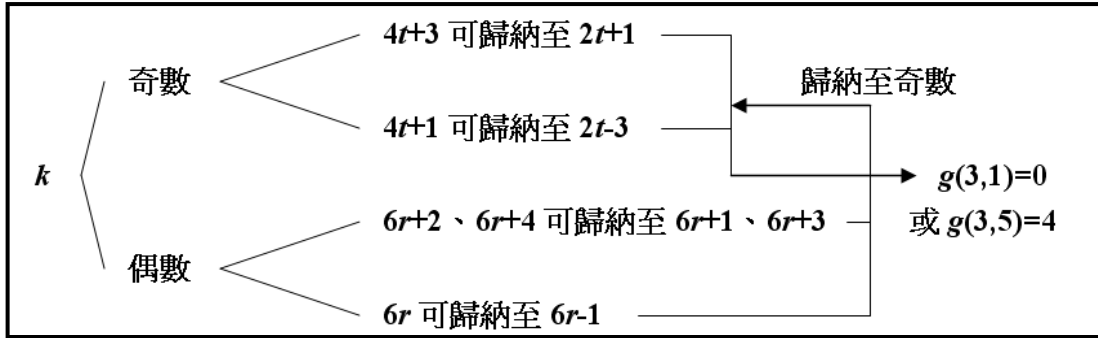 4t+3 可歸納至 2t+1
奇數
歸納至奇數
4t+1 可歸納至 2t-3
k
g(3,1)=0
6r+2、6r+4 可歸納至 6r+1、6r+3
或 g(3,5)=4
偶數
6r 可歸納至 6r-1